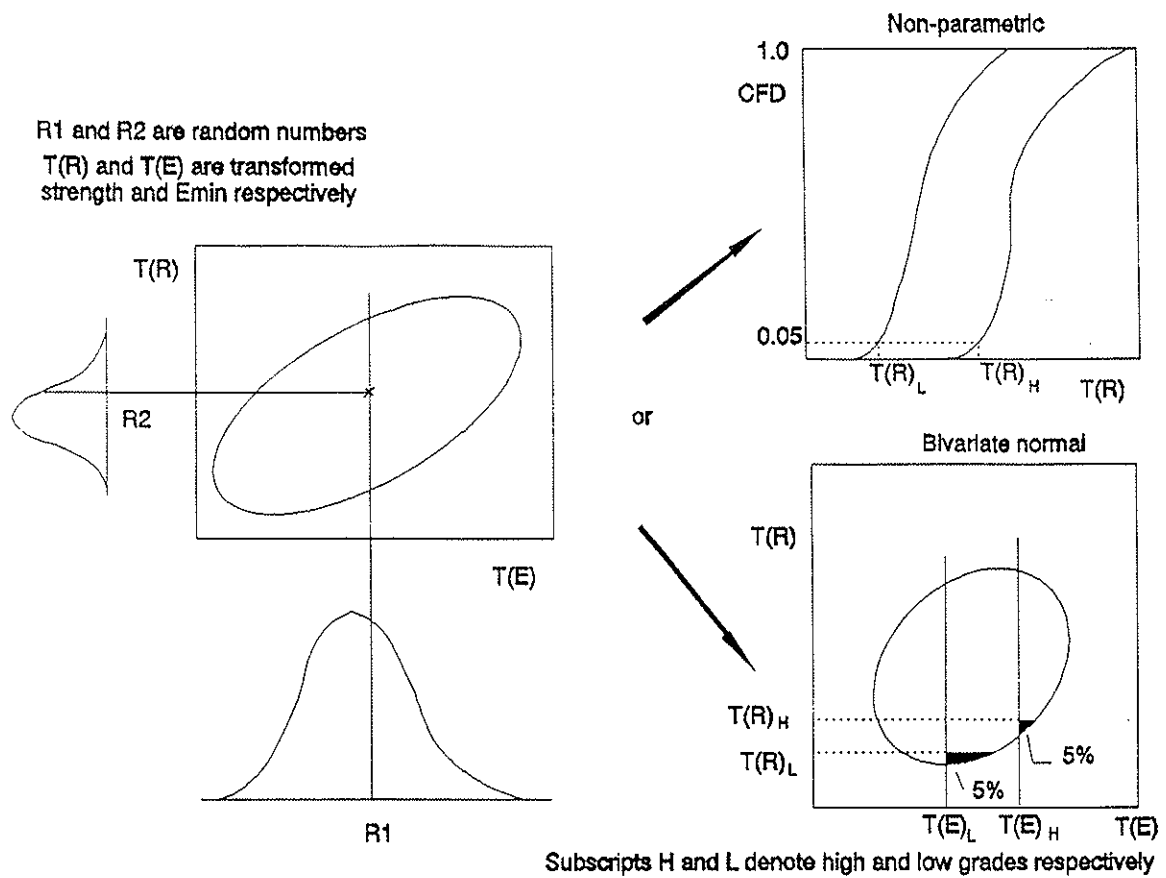 R1 and R2 are random numbers
T(R) and T(E) are transformed
strength and Emin respectively
T(R)
R2
T(E)
R1
or
Non-parametric
1.0
CFD
0.05
T(R)L
T(R)H
T(R)
Bivariate normal
T(R)
T(R)H
T(R)L
5%
5%
T(E)L
T(E)H
T(E)
Subscripts H and L denote high and low grades respectively